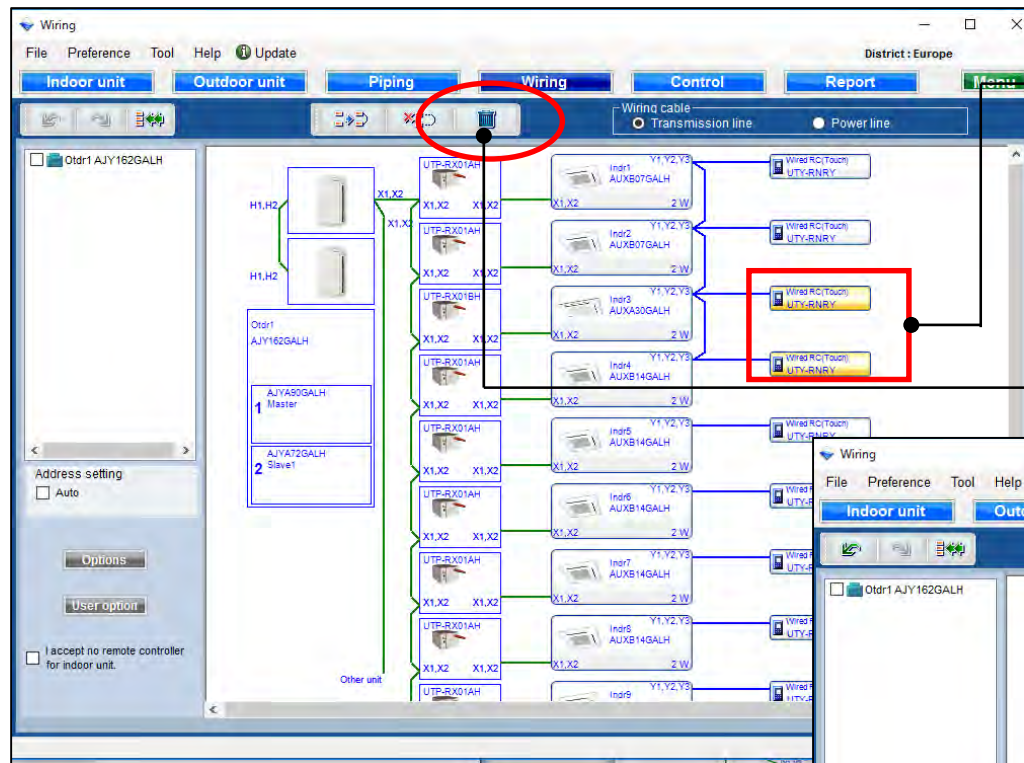 Wiring
File Preference Tool Help Update District : Europe
Indoor unit Outdoor unit Piping Wiring Control Report Menu
Wiring cable
Transmission line Power line
Otdr1 AJY162GALH
Address setting
Auto
Options
User option
I accept no remote controller
for indoor unit.
H1,H2
X1,X2
X1,X2
H1,H2
Otdr1
AJY162GALH
AJYA90GALH
1 Master
AJYA72GALH
2 Slave1
Other unit
UTP-RX01AH
X1,X2 X1,X2
Indr1 Y1,Y2,Y3
AUXB07GALH
X1,X2 2 W
Wired RC(Touch)
UTY-RNRY
UTP-RX01AH
X1,X2 X1,X2
Indr2 Y1,Y2,Y3
AUXB07GALH
X1,X2 2 W
Wired RC(Touch)
UTY-RNRY
UTP-RX01BH
X1,X2 X1,X2
Indr3 Y1,Y2,Y3
AUXA30GALH
X1,X2 2 W
Wired RC(Touch)
UTY-RNRY
UTP-RX01AH
X1,X2 X1,X2
Indr4 Y1,Y2,Y3
AUXB14GALH
X1,X2 2 W
Wired RC(Touch)
UTY-RNRY
UTP-RX01AH
X1,X2 X1,X2
Indr5 Y1,Y2,Y3
AUXB14GALH
X1,X2 2 W
Wired RC(Touch)
UTY-RNRY
UTP-RX01AH
X1,X2 X1,X2
Indr6 Y1,Y2,Y3
AUXB14GALH
X1,X2 2 W
Wired
UTP-RX01AH
X1,X2 X1,X2
Indr7 Y1,Y2,Y3
AUXB14GALH
X1,X2 2 W
Wired
UTP-RX01AH
X1,X2 X1,X2
Indr8 Y1,Y2,Y3
AUXB14GALH
X1,X2 2 W
Wired
UTP-RX01AH
Indr9 Y1,Y2,Y3
Wired
Wiring
File Preference Tool Help
Indoor unit
Otdr1 AJY162GALH